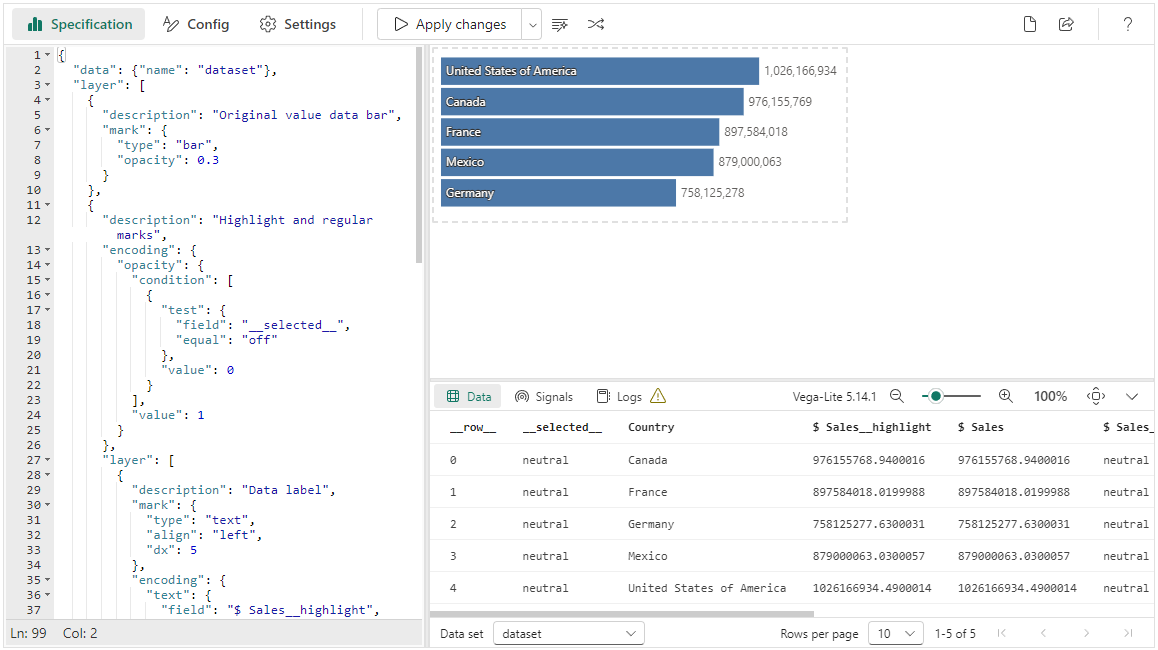 Specification Config Settings Apply changes ?
1 {
2 "data": {"name": "dataset"},
3 "layer": [
4 {
5 "description": "Original value data bar",
6 "mark": {
7 "type": "bar",
8 "opacity": 0.3
9 }
10 },
11 {
12 "description": "Highlight and regular
marks",
13 "encoding": {
14 "opacity": {
15 "condition": [
16 {
17 "test": {
18 "field": "__selected__",
19 "equal": "off"
20 },
21 "value": 0
22 }
23 ],
24 "value": 1
25 }
26 },
27 "layer": [
28 {
29 "description": "Data label",
30 "mark": {
31 "type": "text",
32 "align": "left",
33 "dx": 5
34 },
35 "encoding": {
36 "text": {
37 "field": "$ Sales__highlight",
Ln: 99 Col: 2
United States of America 1,026,166,934
Canada 976,155,769
France 897,584,018
Mexico 879,000,063
Germany 758,125,278
Data Signals Logs Vega-Lite 5.14.1 100%
__row__ __selected__ Country $ Sales__highlight $ Sales $ Sales_
0 neutral Canada 976155768.9400016 976155768.9400016 neutral
1 neutral France 897584018.0199988 897584018.0199988 neutral
2 neutral Germany 758125277.6300031 758125277.6300031 neutral
3 neutral Mexico 879000063.0300057 879000063.0300057 neutral
4 neutral United States of America 1026166934.4900014 1026166934.4900014 neutral
Data set dataset Rows per page 10 1-5 of 5